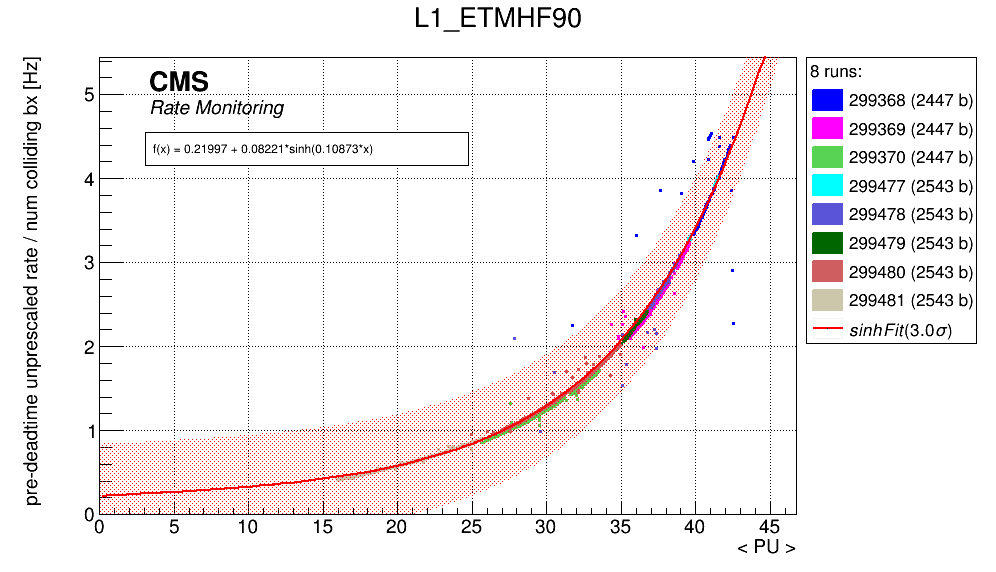 L1_ETMHF90
pre-deadtime unprescaled rate / num colliding bx [Hz]
CMS
Rate Monitoring
f(x) = 0.21997 + 0.08221*sinh(0.10873*x)
5
4
3
2
1
0
0 5 10 15 20 25 30 35 40 45
< PU >
8 runs:
299368 (2447 b)
299369 (2447 b)
299370 (2447 b)
299477 (2543 b)
299478 (2543 b)
299479 (2543 b)
299480 (2543 b)
299481 (2543 b)
sinhFit(3.0σ)